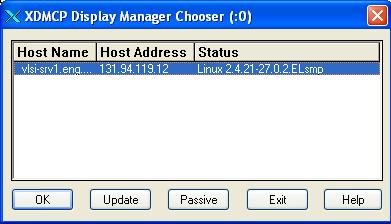 XDMCP Display Manager Chooser (:0)
Host Name Host Address Status
vlsi-srv1.eng.... 131.94.119.12 Linux 2.4.21-27.0.2.ELsmp
OK Update Passive Exit Help